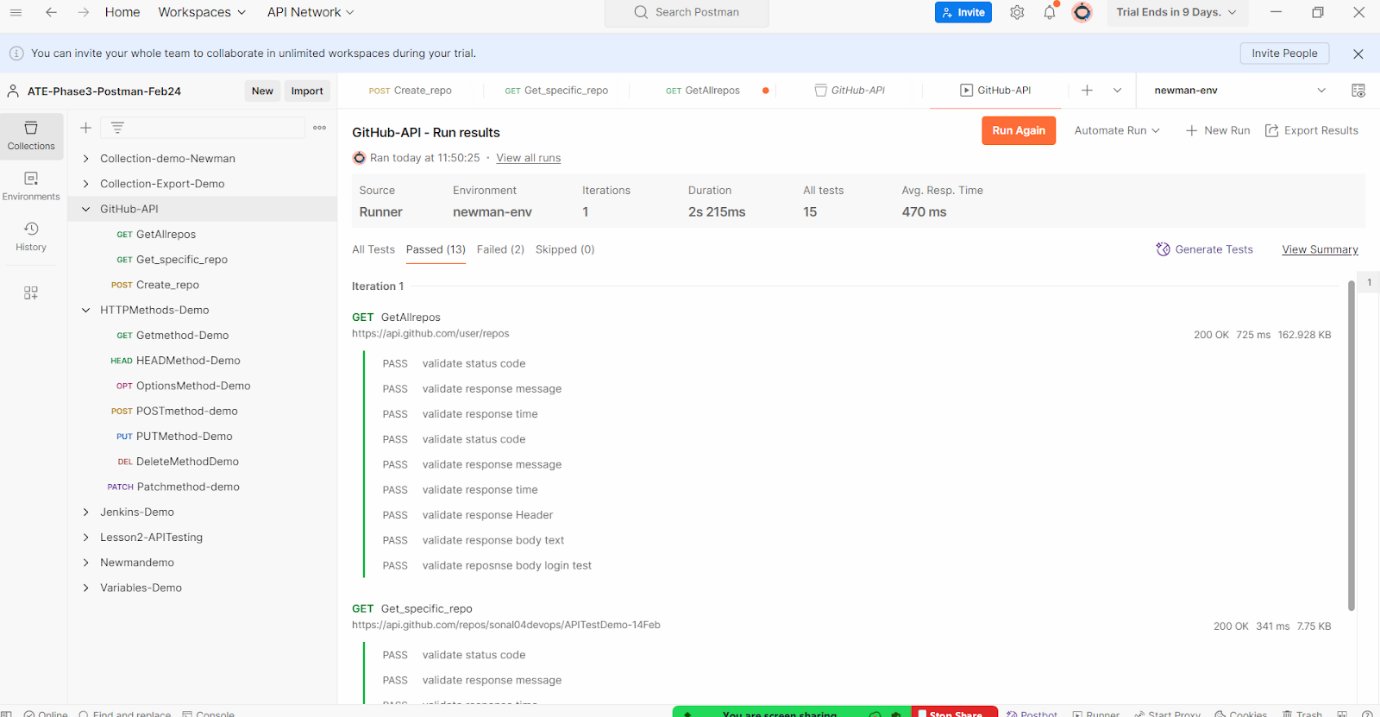 Home Workspaces API Network Search Postman Invite Trial Ends in 9 Days.
You can invite your whole team to collaborate in unlimited workspaces during your trial. Invite People
ATE-Phase3-Postman-Feb24 New Import
POST Create_repo GET Get_specific_repo GET GetAllrepos GitHub-API GitHub-API newman-env
Collections
Environments
History
Collection-demo-Newman
Collection-Export-Demo
GitHub-API
GET GetAllrepos
GET Get_specific_repo
POST Create_repo
HTTPMethods-Demo
GET Getmethod-Demo
HEAD HEADMethod-Demo
OPT OptionsMethod-Demo
POST POSTmethod-demo
PUT PUTMethod-Demo
DEL DeleteMethodDemo
PATCH Patchmethod-demo
Jenkins-Demo
Lesson2-APITesting
Newmandemo
Variables-Demo
GitHub-API - Run results
Run Again Automate Run New Run Export Results
Ran today at 11:50:25 · View all runs
Source Environment Iterations Duration All tests Avg. Resp. Time
Runner newman-env 1 2s 215ms 15 470 ms
All Tests Passed (13) Failed (2) Skipped (0) Generate Tests View Summary
Iteration 1
1
GET GetAllrepos
https://api.github.com/user/repos
200 OK 725 ms 162.928 KB
PASS validate status code
PASS validate response message
PASS validate response time
PASS validate status code
PASS validate response message
PASS validate response time
PASS validate response Header
PASS validate response body text
PASS validate reposnse body login test
GET Get_specific_repo
https://api.github.com/repos/sonal04devops/APITestDemo-14Feb
200 OK 341 ms 7.75 KB
PASS validate status code
PASS validate response message
PASS validate response time
Online Find and replace Console You are screen sharing Stop Share Postbot Runner Start Proxy Cookies Trash